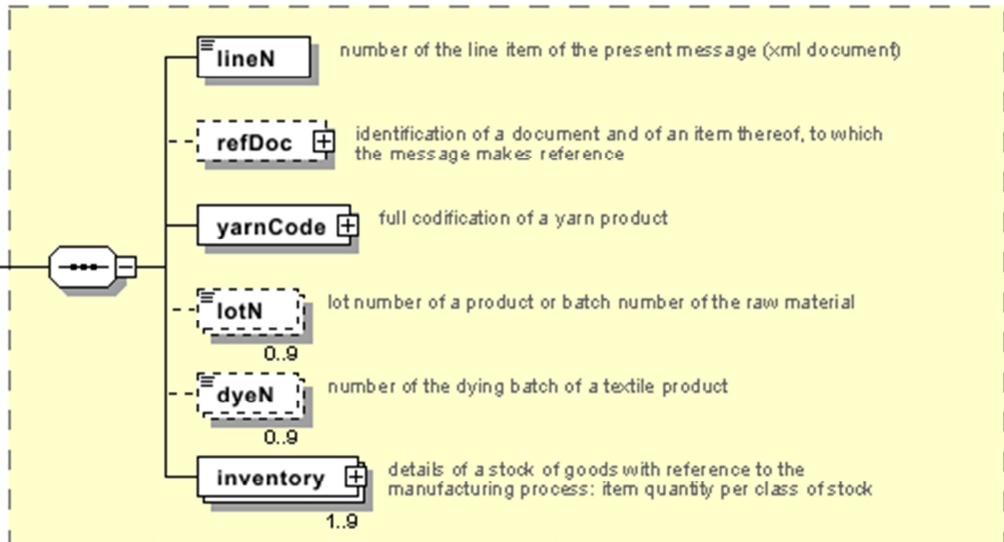 lineN
number of the line item of the present message (xml document)
refDoc
identification of a document and of an item thereof, to which
the message makes reference
yarnCode
full codification of a yarn product
lotN
lot number of a product or batch number of the raw material
0..9
dyeN
number of the dying batch of a textile product
0..9
inventory
details of a stock of goods with reference to the
manufacturing process: item quantity per class of stock
1..9